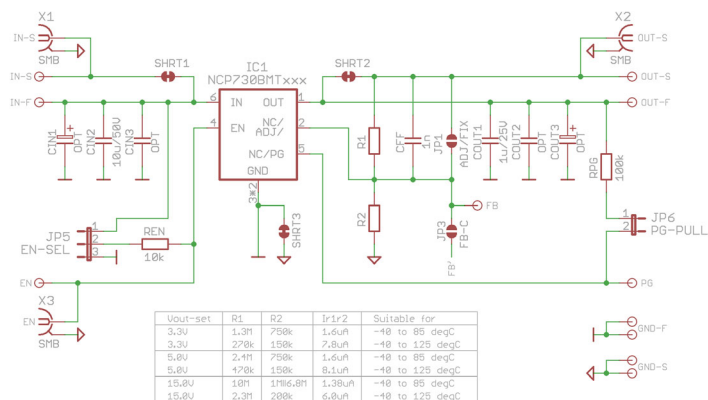 X1
X2
IN-S
SMB
OUT-S
SMB
SHRT1
SHRT2
IC1
NCP730BMTxxx
IN-S
OUT-S
IN-F
OUT-F
6
IN
OUT
1
4
EN
NC/
ADJ/
2
NC/PG
5
GND
3*2
CIN1
+
OPT
CIN2
10u/50V
CIN3
OPT
R1
CFF
1n
JP1
ADJ/FIX
COUT1
1u/25V
COUT2
OPT
COUT3
+
OPT
RPG
100k
R2
FB
JP3
FB-C
FB'
SHRT3
JP5
EN-SEL
1
2
3
REN
10k
1
2
JP6
PG-PULL
EN
PG
X3
EN
SMB
GND-F
GND-S
Vout-set R1 R2 Ir1r2 Suitable for
3.3V 1.3M 750k 1.6uA -40 to 85 degC
3.3V 270k 150k 7.8uA -40 to 125 degC
5.0V 2.4M 750k 1.6uA -40 to 85 degC
5.0V 470k 150k 8.1uA -40 to 125 degC
15.0V 10M 1MII6.8M 1.38uA -40 to 85 degC
15.0V 2.3M 200k 6.0uA -40 to 125 degC